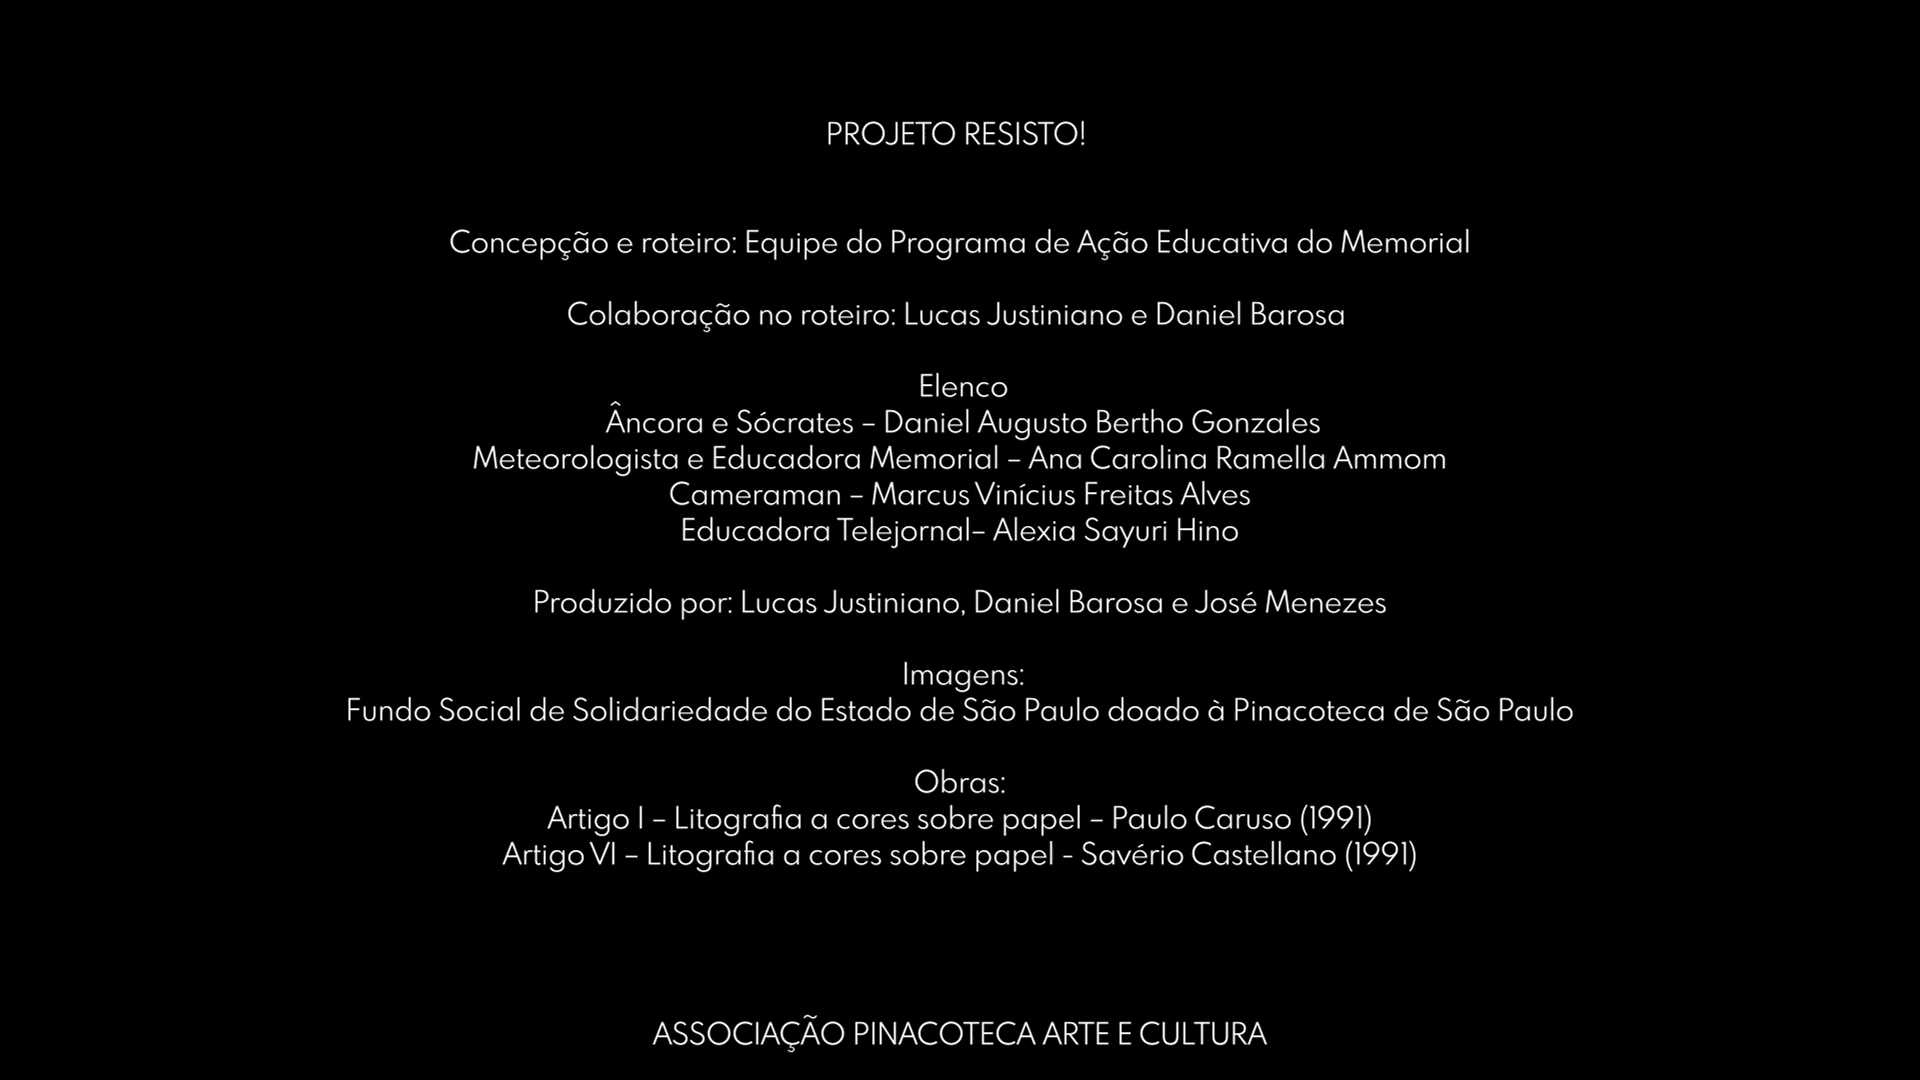 PROJETO RESISTO!
Concepção e roteiro: Equipe do Programa de Ação Educativa do Memorial
Colaboração no roteiro: Lucas Justiniano e Daniel Barosa
Elenco
Âncora e Sócrates – Daniel Augusto Bertho Gonzales
Meteorologista e Educadora Memorial – Ana Carolina Ramella Ammom
Cameraman – Marcus Vinícius Freitas Alves
Educadora Telejornal– Alexia Sayuri Hino
Produzido por: Lucas Justiniano, Daniel Barosa e José Menezes
Imagens:
Fundo Social de Solidariedade do Estado de São Paulo doado à Pinacoteca de São Paulo
Obras:
Artigo I – Litografia a cores sobre papel – Paulo Caruso (1991)
Artigo VI – Litografia a cores sobre papel - Savério Castellano (1991)
ASSOCIAÇÃO PINACOTECA ARTE E CULTURA